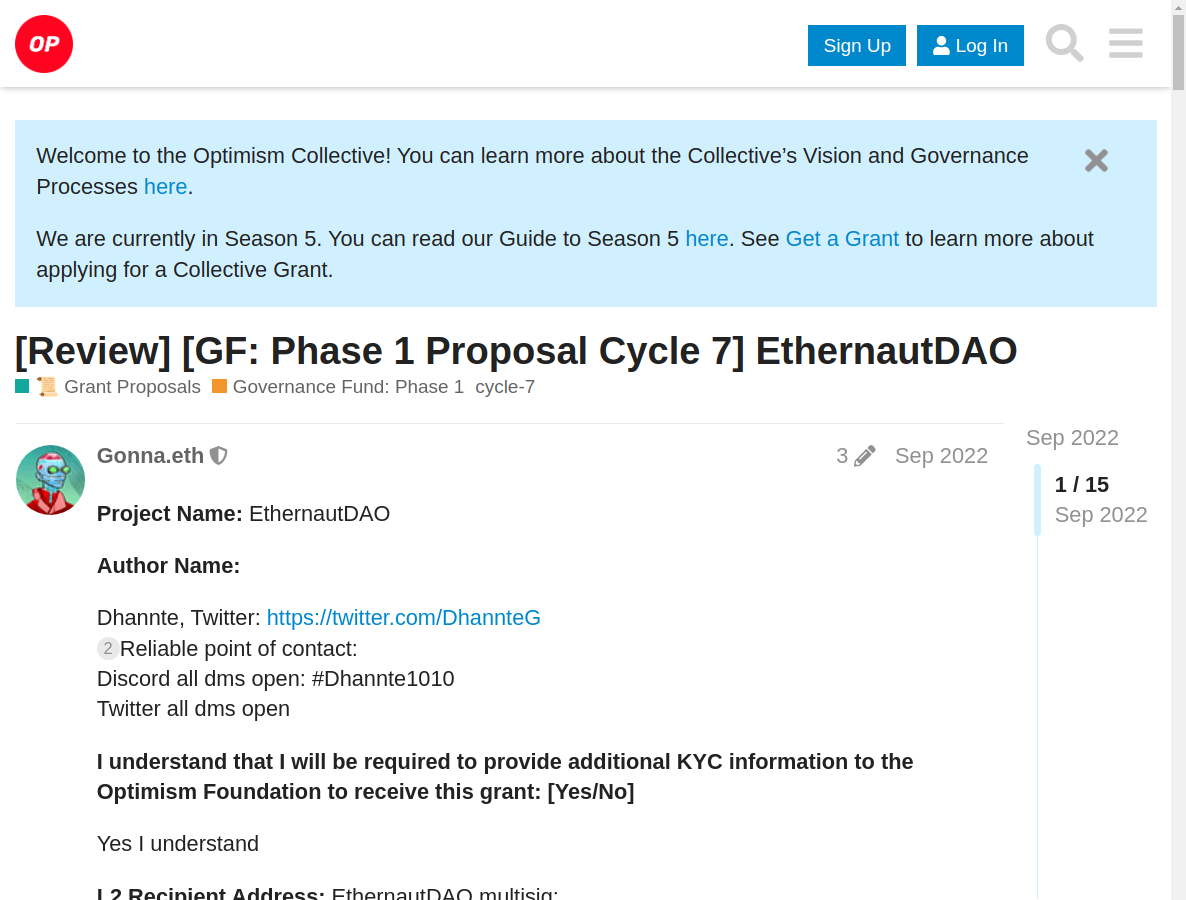 OP
Sign Up
Log In
Welcome to the Optimism Collective! You can learn more about the Collective’s Vision and Governance
Processes here.
We are currently in Season 5. You can read our Guide to Season 5 here. See Get a Grant to learn more about
applying for a Collective Grant.
[Review] [GF: Phase 1 Proposal Cycle 7] EthernautDAO
📜 Grant Proposals Governance Fund: Phase 1 cycle-7
Gonna.eth 3 Sep 2022
Sep 2022
1 / 15
Sep 2022
Project Name: EthernautDAO
Author Name:
Dhannte, Twitter: https://twitter.com/DhannteG
2 Reliable point of contact:
Discord all dms open: #Dhannte1010
Twitter all dms open
I understand that I will be required to provide additional KYC information to the
Optimism Foundation to receive this grant: [Yes/No]
Yes I understand
L2 Recipient Address: EthernautDAO multisig: